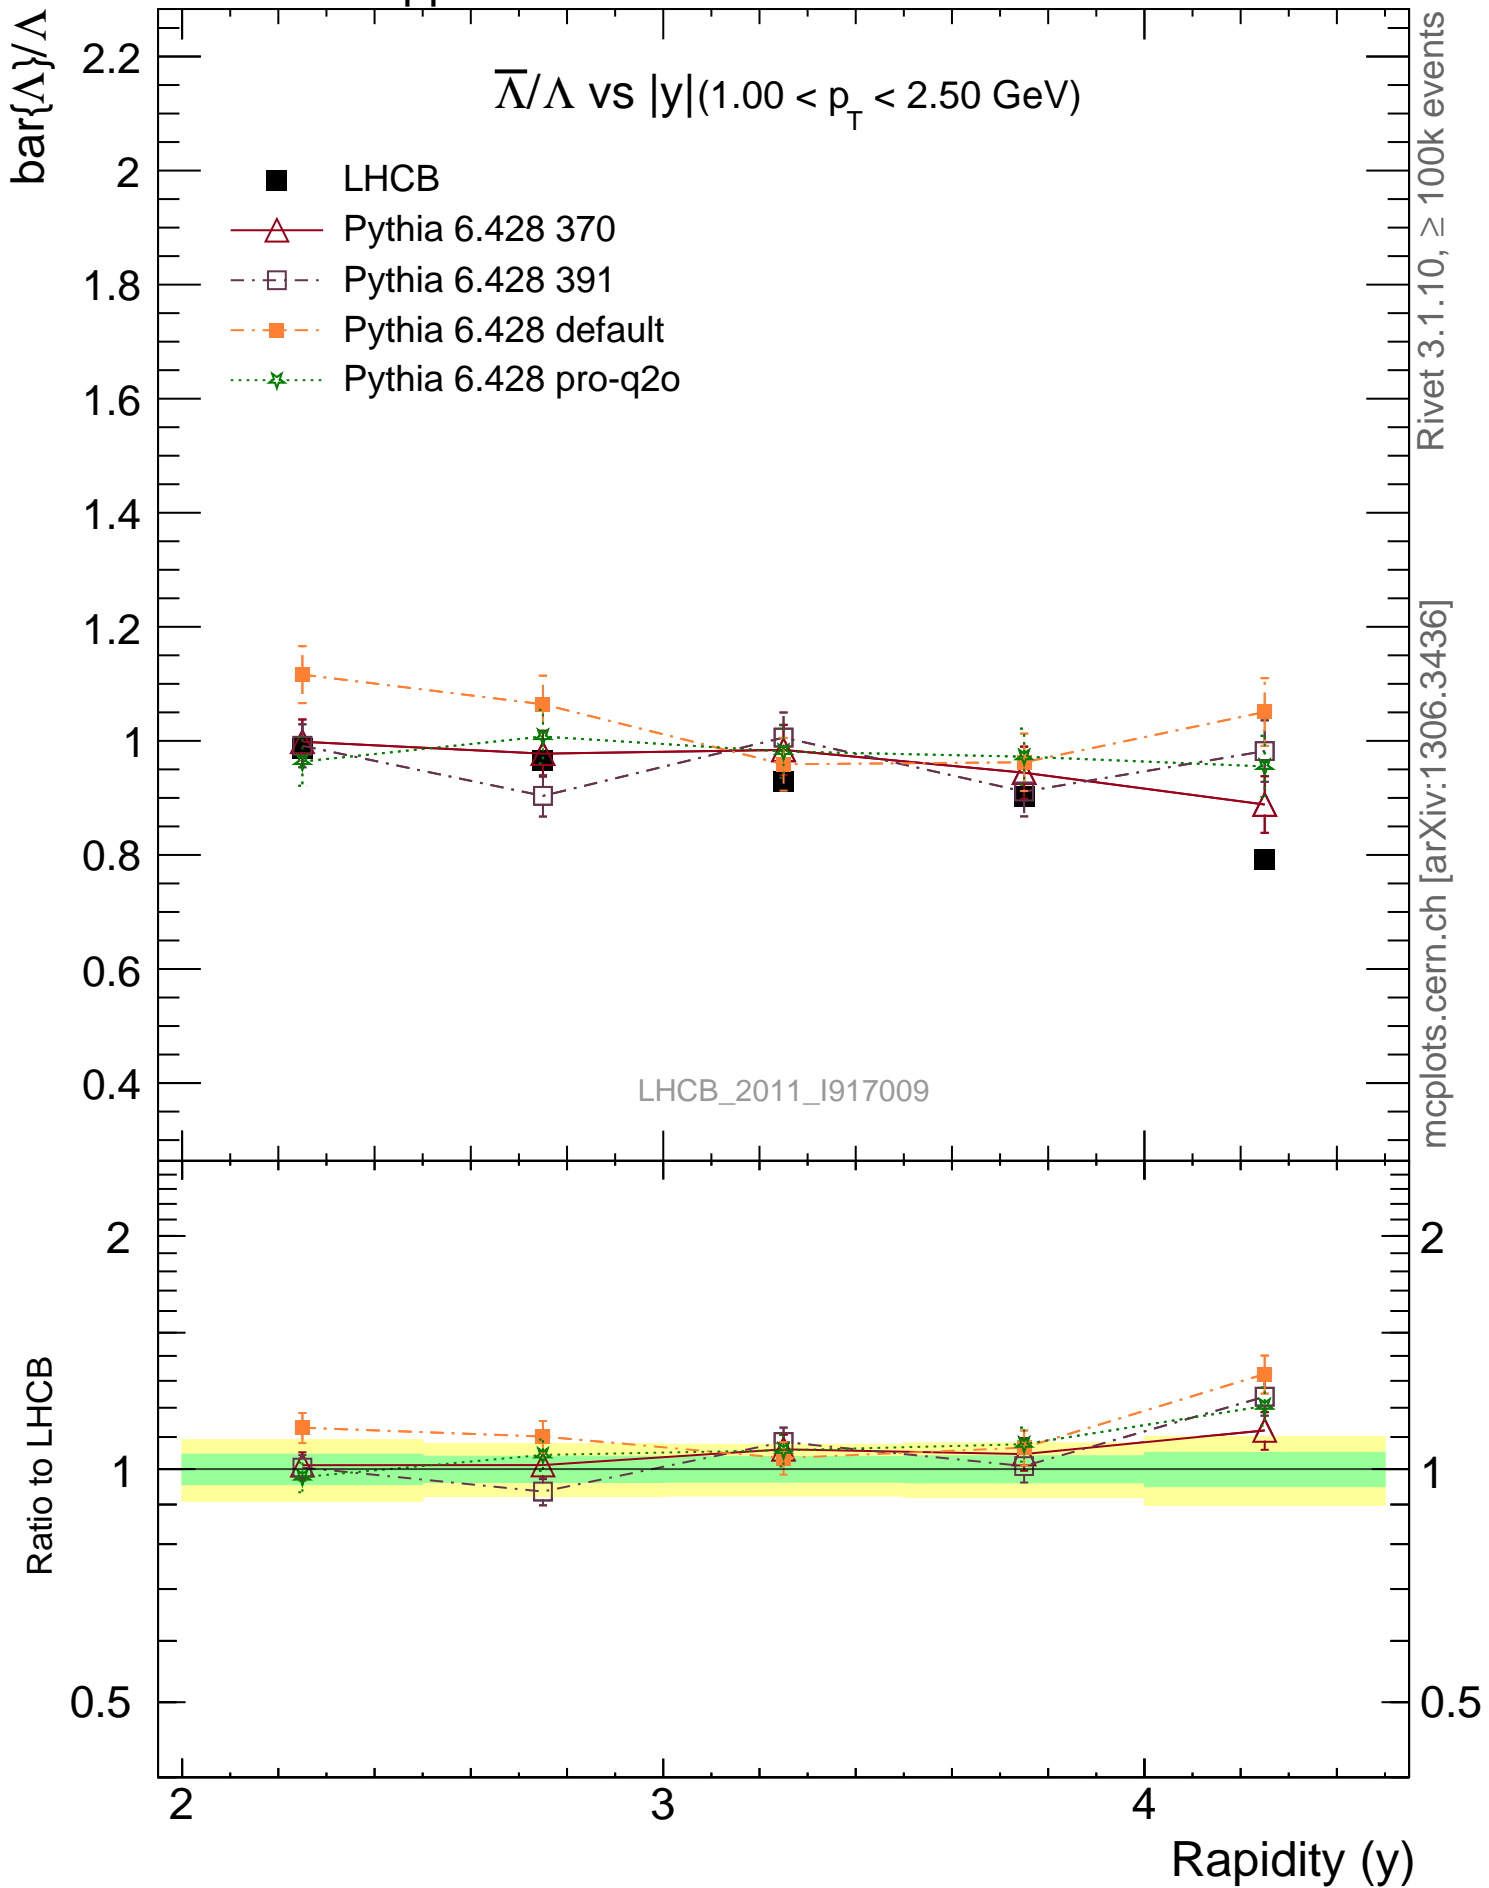 bar{Λ}/Λ
Λ̅/Λ vs |y|(1.00 < p_T < 2.50 GeV)
LHCB
Pythia 6.428 370
Pythia 6.428 391
Pythia 6.428 default
Pythia 6.428 pro-q2o
2.2
2
1.8
1.6
1.4
1.2
1
0.8
0.6
0.4
LHCB_2011_I917009
Rivet 3.1.10, ≥ 100k events
mcplots.cern.ch [arXiv:1306.3436]
Ratio to LHCB
2
1
0.5
2
1
0.5
2
3
4
Rapidity (y)